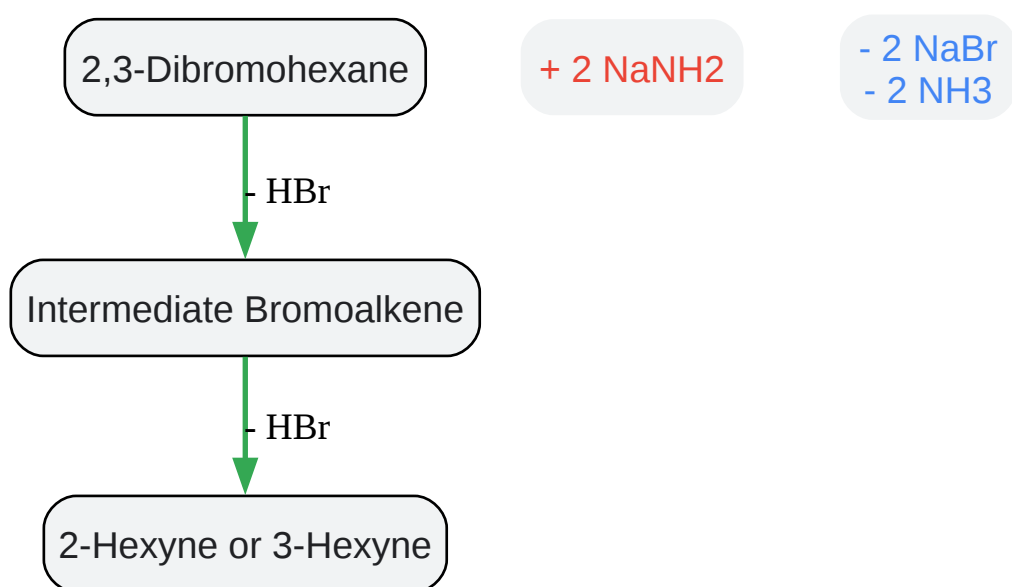 2,3-Dibromohexane
+ 2 NaNH2
- 2 NaBr
- 2 NH3
- HBr
Intermediate Bromoalkene
- HBr
2-Hexyne or 3-Hexyne